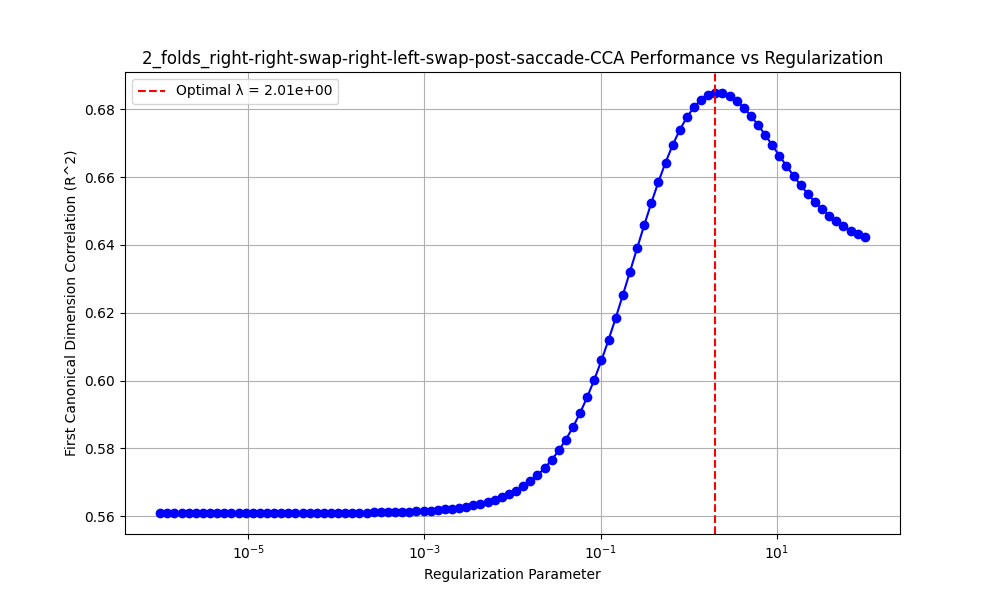 2_folds_right-right-swap-right-left-swap-post-saccade-CCA Performance vs Regularization
Optimal λ = 2.01e+00
First Canonical Dimension Correlation (R^2)
0.68
0.66
0.64
0.62
0.60
0.58
0.56
10^-5
10^-3
10^-1
10^1
Regularization Parameter